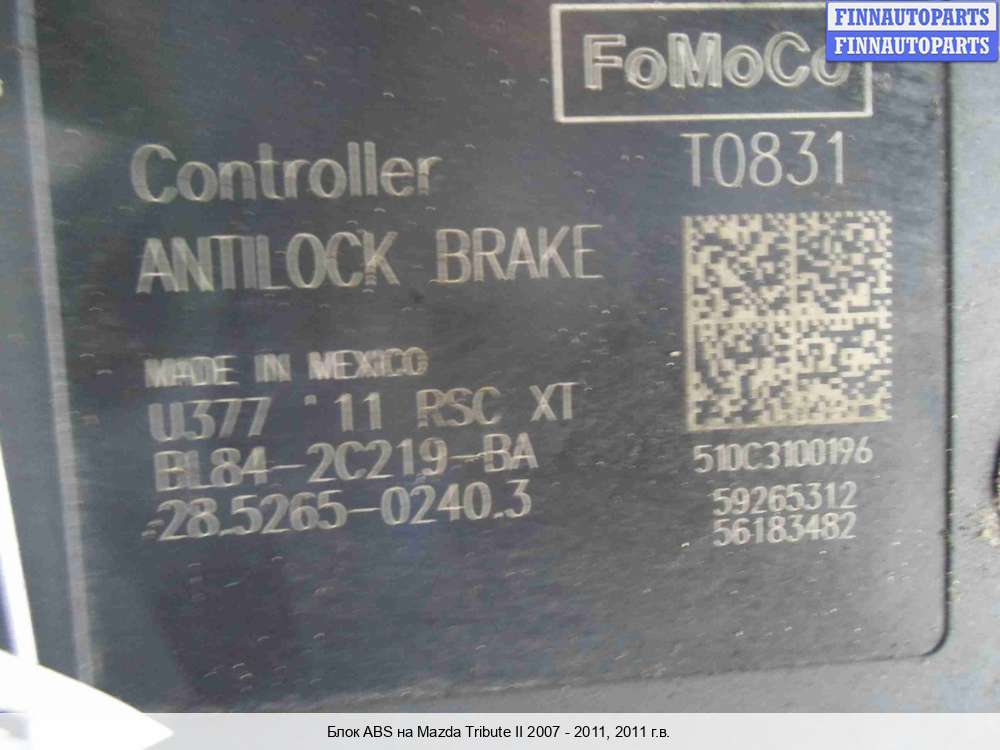 FINNAUTOPARTS
FINNAUTOPARTS
FoMoCo
Controller
T0831
ANTILOCK BRAKE
MADE IN MEXICO
U377 '11 RSC XT
BL84-2C219-BA
28.5265-0240.3
510C3100196
59265312
56183482
Блок ABS на Mazda Tribute II 2007 - 2011, 2011 г.в.